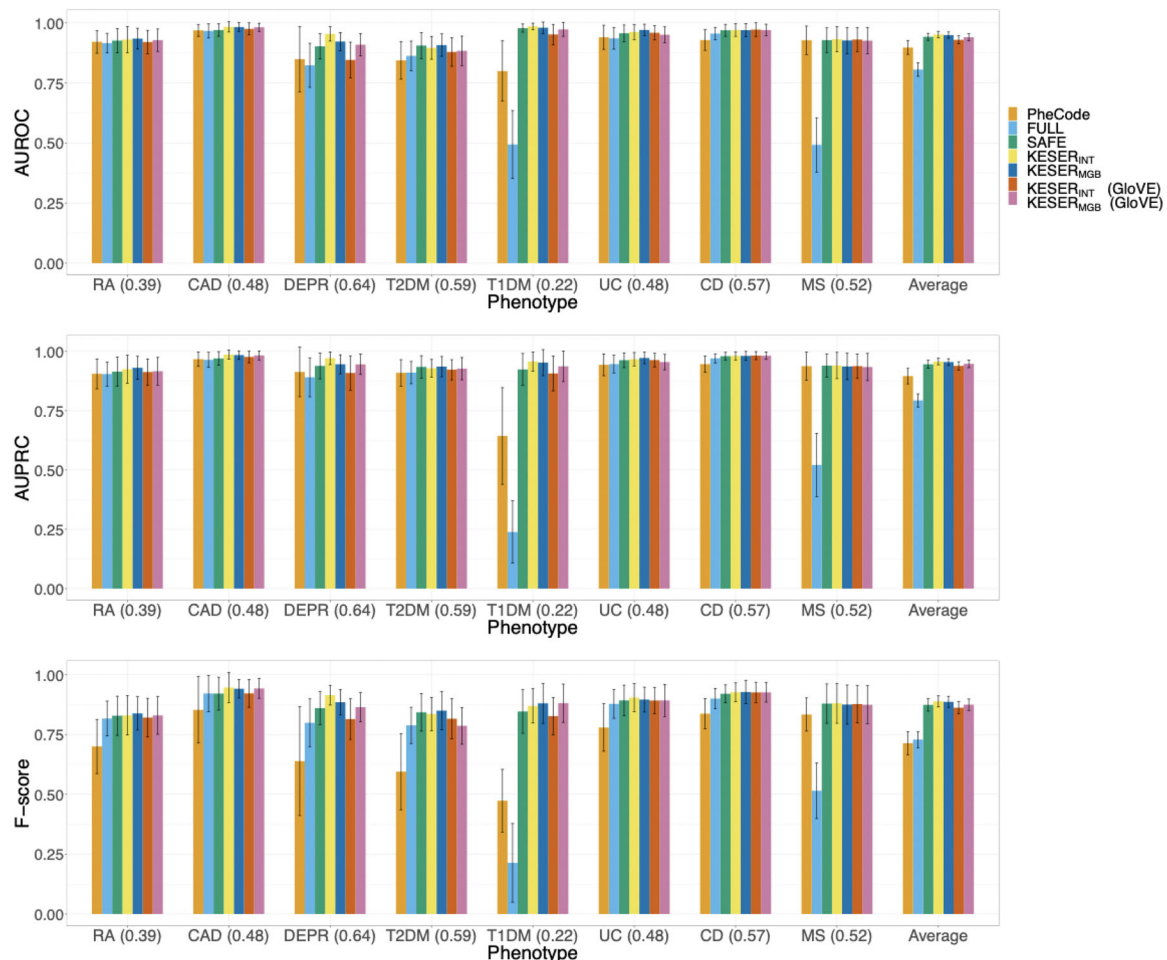 1.00
0.75
0.50
0.25
0.00
AUROC
RA (0.39) CAD (0.48) DEPR (0.64) T2DM (0.59) T1DM (0.22) UC (0.48) CD (0.57) MS (0.52) Average
Phenotype
PheCode
FULL
SAFE
KESER_INT
KESER_MGB
KESER_INT (GloVE)
KESER_MGB (GloVE)
1.00
0.75
0.50
0.25
0.00
AUPRC
RA (0.39) CAD (0.48) DEPR (0.64) T2DM (0.59) T1DM (0.22) UC (0.48) CD (0.57) MS (0.52) Average
Phenotype
1.00
0.75
0.50
0.25
0.00
F-score
RA (0.39) CAD (0.48) DEPR (0.64) T2DM (0.59) T1DM (0.22) UC (0.48) CD (0.57) MS (0.52) Average
Phenotype